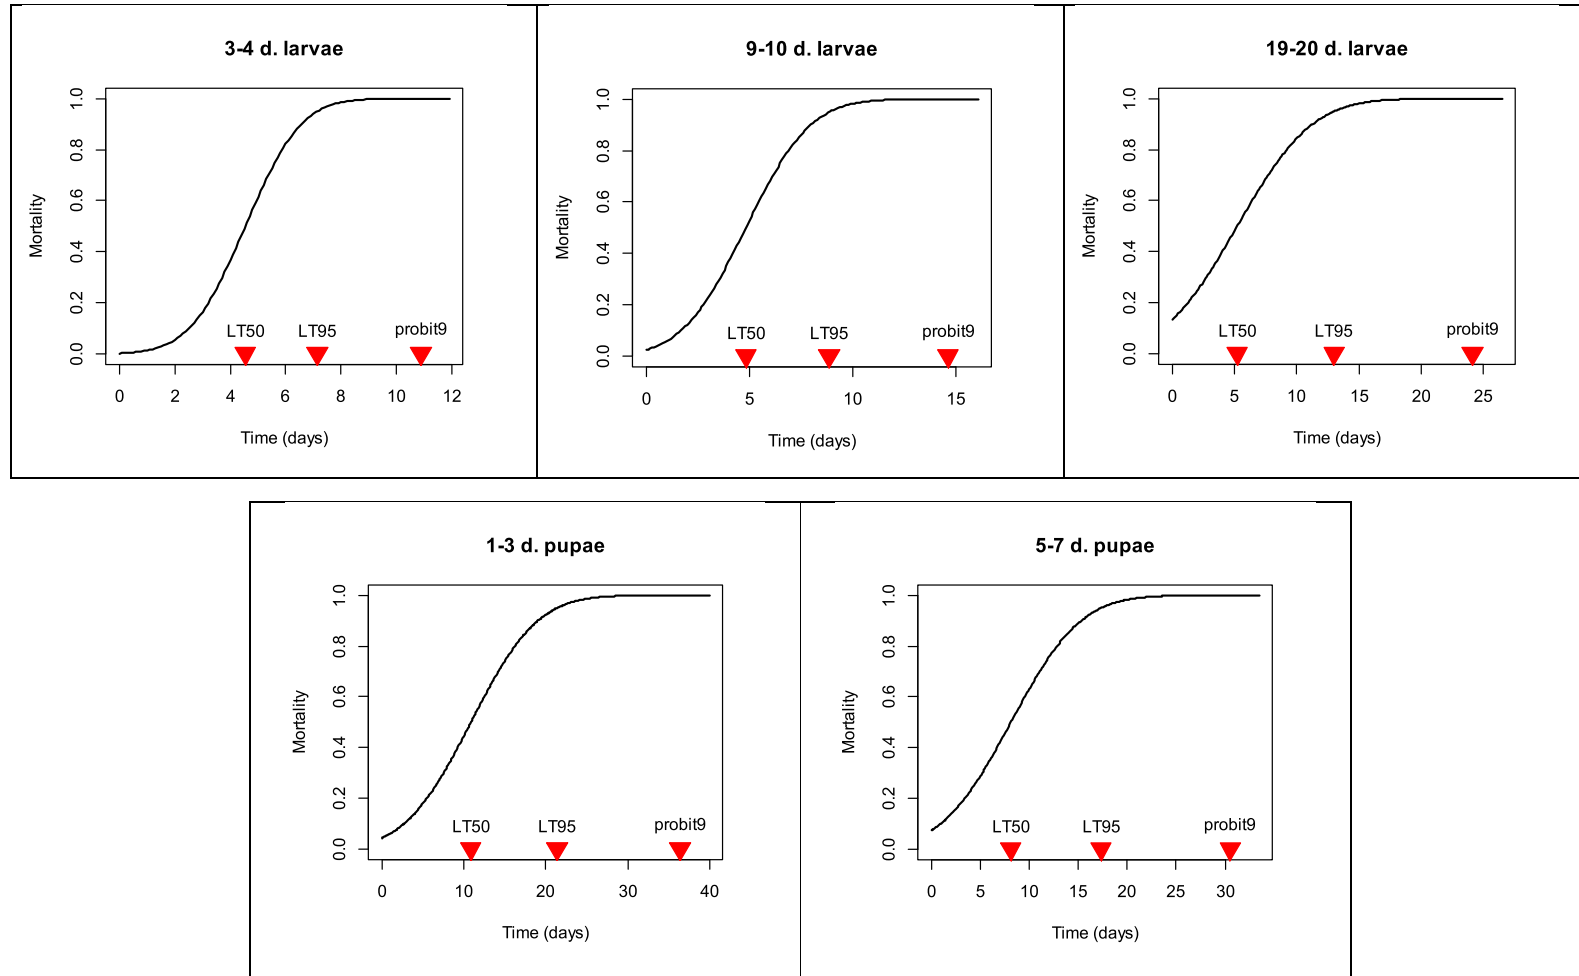 3-4 d. larvae
Mortality
1.0
0.8
0.6
0.4
0.2
0.0
LT50 LT95 probit9
0 2 4 6 8 10 12
Time (days)
9-10 d. larvae
Mortality
1.0
0.8
0.6
0.4
0.2
0.0
LT50 LT95 probit9
0 5 10 15
Time (days)
19-20 d. larvae
Mortality
1.0
0.8
0.6
0.4
0.2
0.0
LT50 LT95 probit9
0 5 10 15 20 25
Time (days)
1-3 d. pupae
Mortality
1.0
0.8
0.6
0.4
0.2
0.0
LT50 LT95 probit9
0 10 20 30 40
Time (days)
5-7 d. pupae
Mortality
1.0
0.8
0.6
0.4
0.2
0.0
LT50 LT95 probit9
0 5 10 15 20 25 30
Time (days)